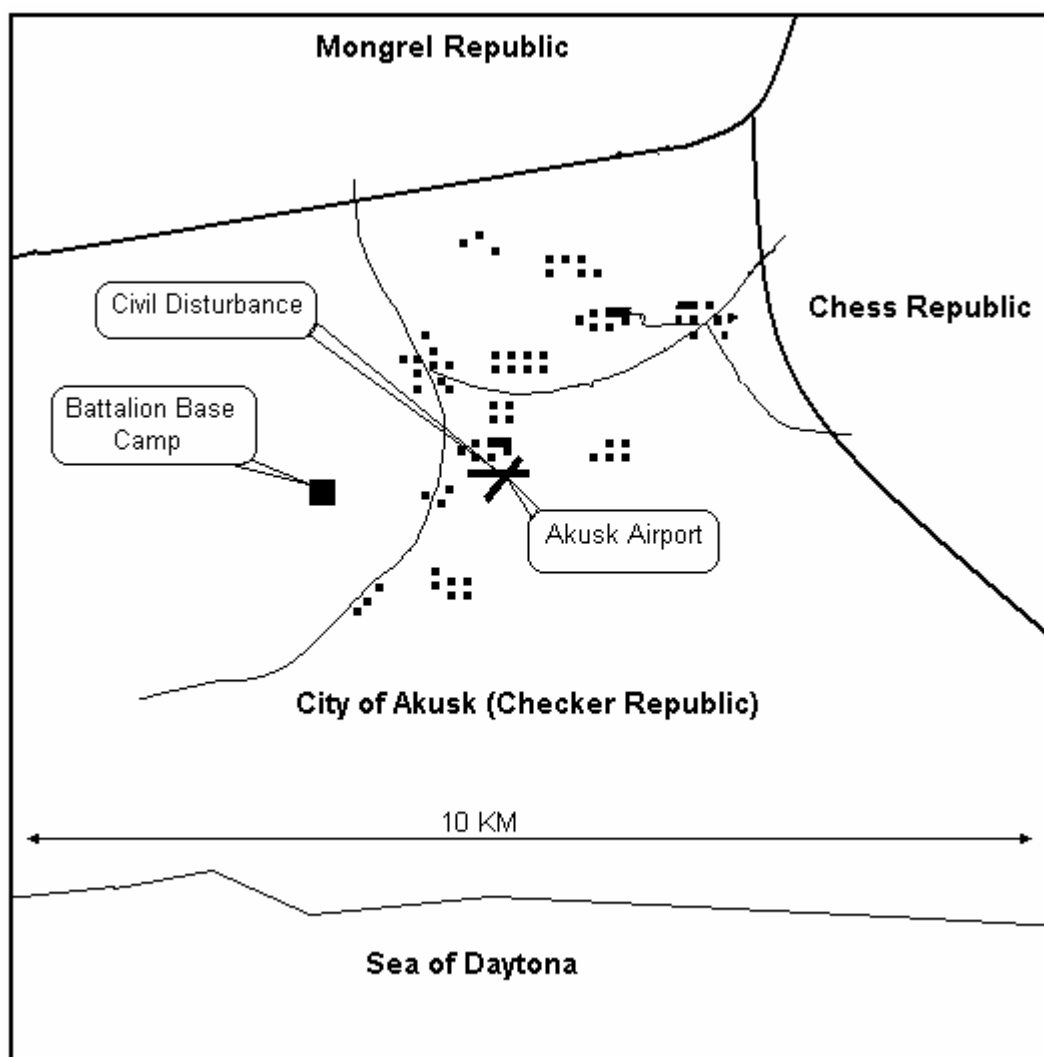 Mongrel Republic
Civil Disturbance
Chess Republic
Battalion Base
Camp
Akusk Airport
City of Akusk (Checker Republic)
10 KM
Sea of Daytona